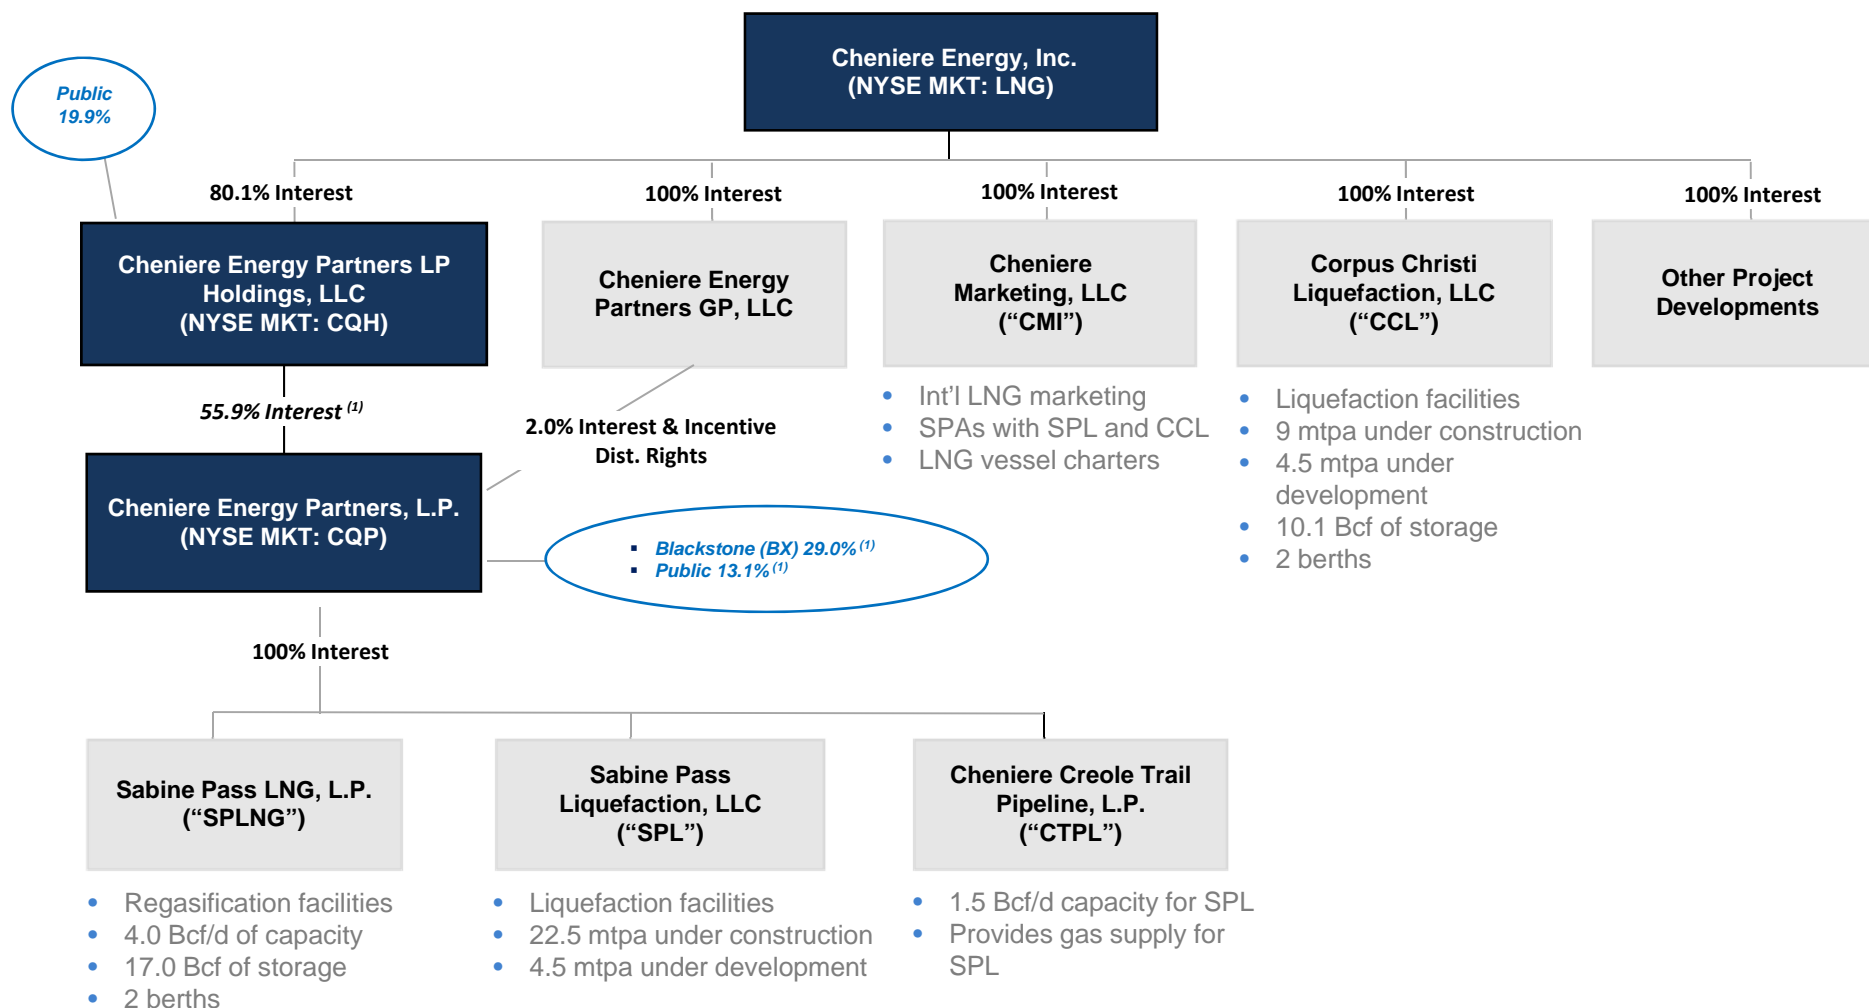 Cheniere Energy, Inc.
(NYSE MKT: LNG)
Public
19.9%
80.1% Interest
100% Interest
100% Interest
100% Interest
100% Interest
Cheniere Energy Partners LP
Holdings, LLC
(NYSE MKT: CQH)
Cheniere Energy
Partners GP, LLC
Cheniere
Marketing, LLC
(“CMI”)
Corpus Christi
Liquefaction, LLC
(“CCL”)
Other Project
Developments
• Int’l LNG marketing
• SPAs with SPL and CCL
• LNG vessel charters
• Liquefaction facilities
• 9 mtpa under construction
• 4.5 mtpa under
development
• 10.1 Bcf of storage
• 2 berths
55.9% Interest (1)
2.0% Interest & Incentive
Dist. Rights
Cheniere Energy Partners, L.P.
(NYSE MKT: CQP)
▪ Blackstone (BX) 29.0% (1)
▪ Public 13.1% (1)
100% Interest
Sabine Pass LNG, L.P.
(“SPLNG”)
Sabine Pass
Liquefaction, LLC
(“SPL”)
Cheniere Creole Trail
Pipeline, L.P.
(“CTPL”)
• Regasification facilities
• 4.0 Bcf/d of capacity
• 17.0 Bcf of storage
• 2 berths
• Liquefaction facilities
• 22.5 mtpa under construction
• 4.5 mtpa under development
• 1.5 Bcf/d capacity for SPL
• Provides gas supply for
SPL